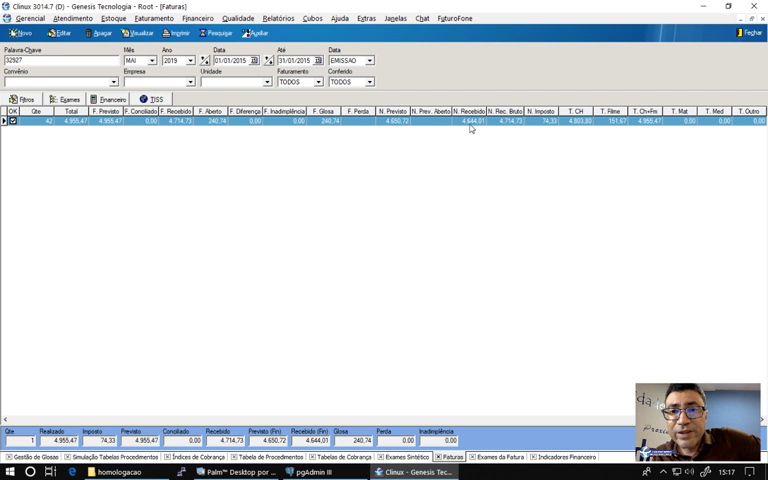 Clinux 3014.7 (D) - Genesis Tecnologia - Root - [Faturas]
Gerencial Atendimento Estoque Faturamento Financeiro Qualidade Relatórios Cubos Ajuda Extras Janelas Chat FuturoFone
Novo Editar Apagar Visualizar Imprimir Pesquisar Auxiliar Fechar
Palavra-Chave Mês Ano Data Até Data
32927 MAI 2019 01/01/2015 31/01/2015 EMISSAO
Convênio Empresa Unidade Faturamento Conferido
TODOS TODOS
Filtros Exames Financeiro TISS
OK Qte Total F. Previsto F. Conciliado F. Recebido F. Aberto F. Diferença F. Inadimplência F. Glosa F. Perda N. Previsto N. Prev. Aberto N. Recebido N. Rec. Bruto N. Imposto T. CH T. Filme T. Ch+Fm T. Mat T. Med T. Outro
42 4.955,47 4.955,47 0,00 4.714,73 240,74 0,00 0,00 240,74 4.650,72 4.644,01 4.714,73 74,33 4.803,80 151,67 4.955,47 0,00 0,00 0,00
Qte Realizado Imposto Previsto Conciliado Recebido Previsto (Fin) Recebido (Fin) Glosa Perda Inadimplência
1 4.955,47 74,33 4.955,47 0,00 4.714,73 4.650,72 4.644,01 240,74 0,00 0,00
Gestão de Glosas Simulação Tabelas Procedimentos Índices de Cobrança Tabela de Procedimentos Tabelas de Cobrança Exames Sintético Faturas Exames da Fatura Indicadores Financeiro
homologacao Palm™ Desktop por ... pgAdmin III Clinux - Genesis Tec... 15:17